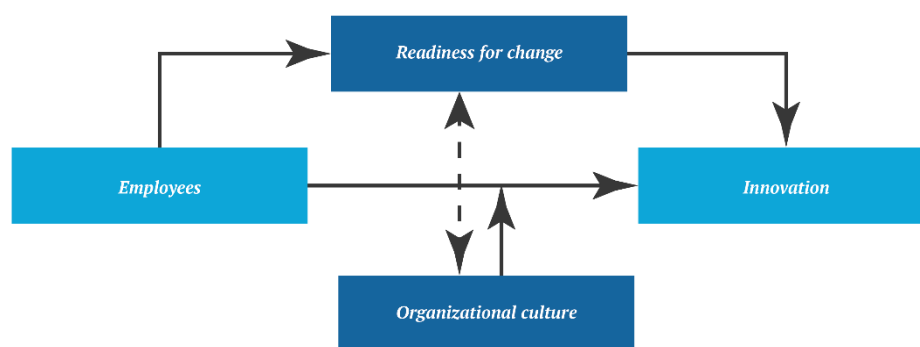 Readiness for change
Employees
Innovation
Organizational culture